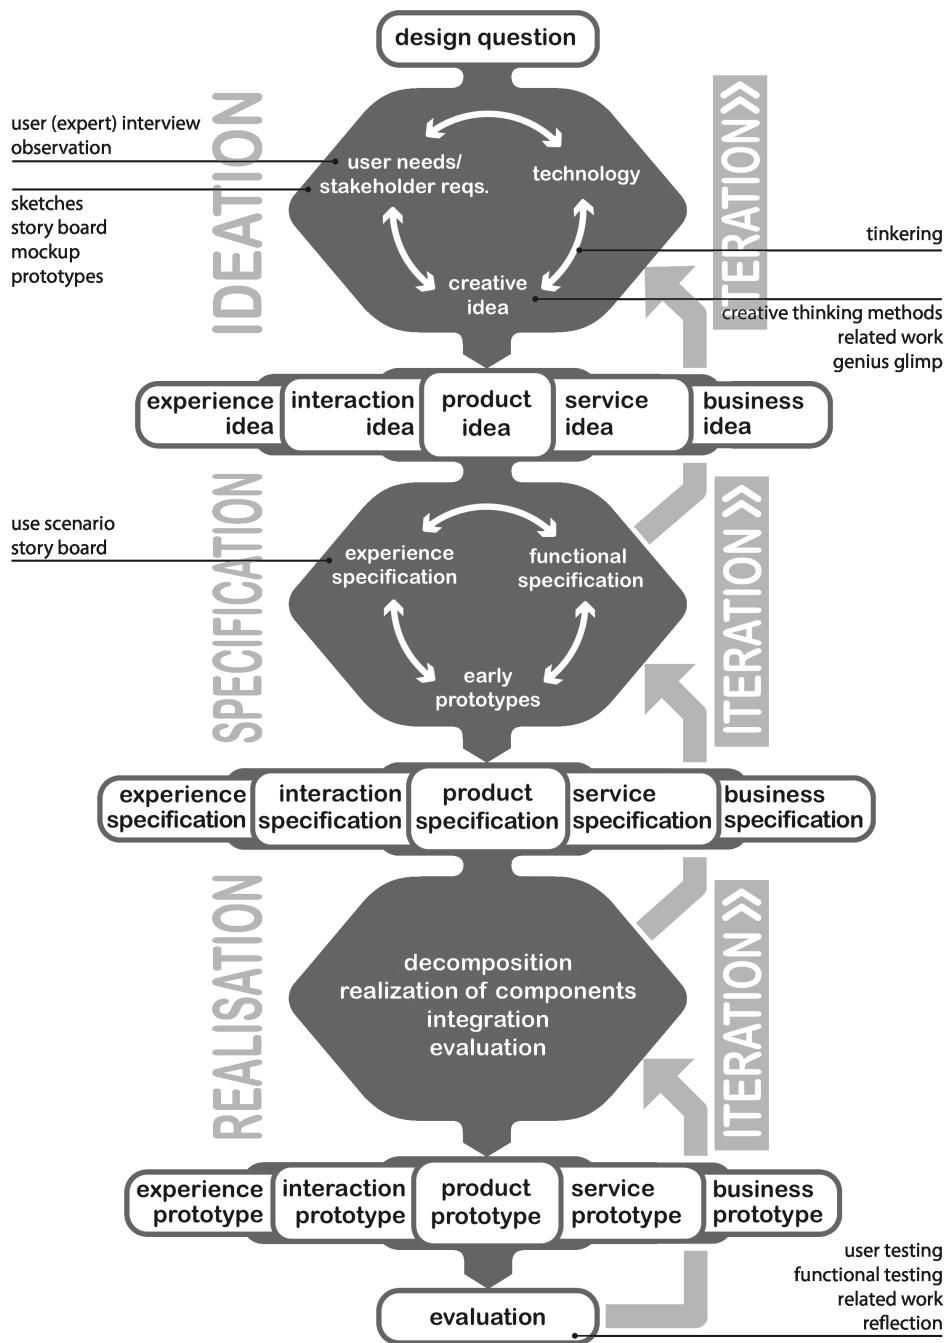 design question
IDEATION
ITERATION >>
user (expert) interview
observation
user needs/
stakeholder reqs.
technology
sketches
story board
mockup
prototypes
tinkering
creative
idea
creative thinking methods
related work
genius glimp
experience
idea
interaction
idea
product
idea
service
idea
business
idea
SPECIFICATION
ITERATION >>
use scenario
story board
experience
specification
functional
specification
early
prototypes
experience
specification
interaction
specification
product
specification
service
specification
business
specification
REALISATION
ITERATION >>
decomposition
realization of components
integration
evaluation
experience
prototype
interaction
prototype
product
prototype
service
prototype
business
prototype
evaluation
user testing
functional testing
related work
reflection